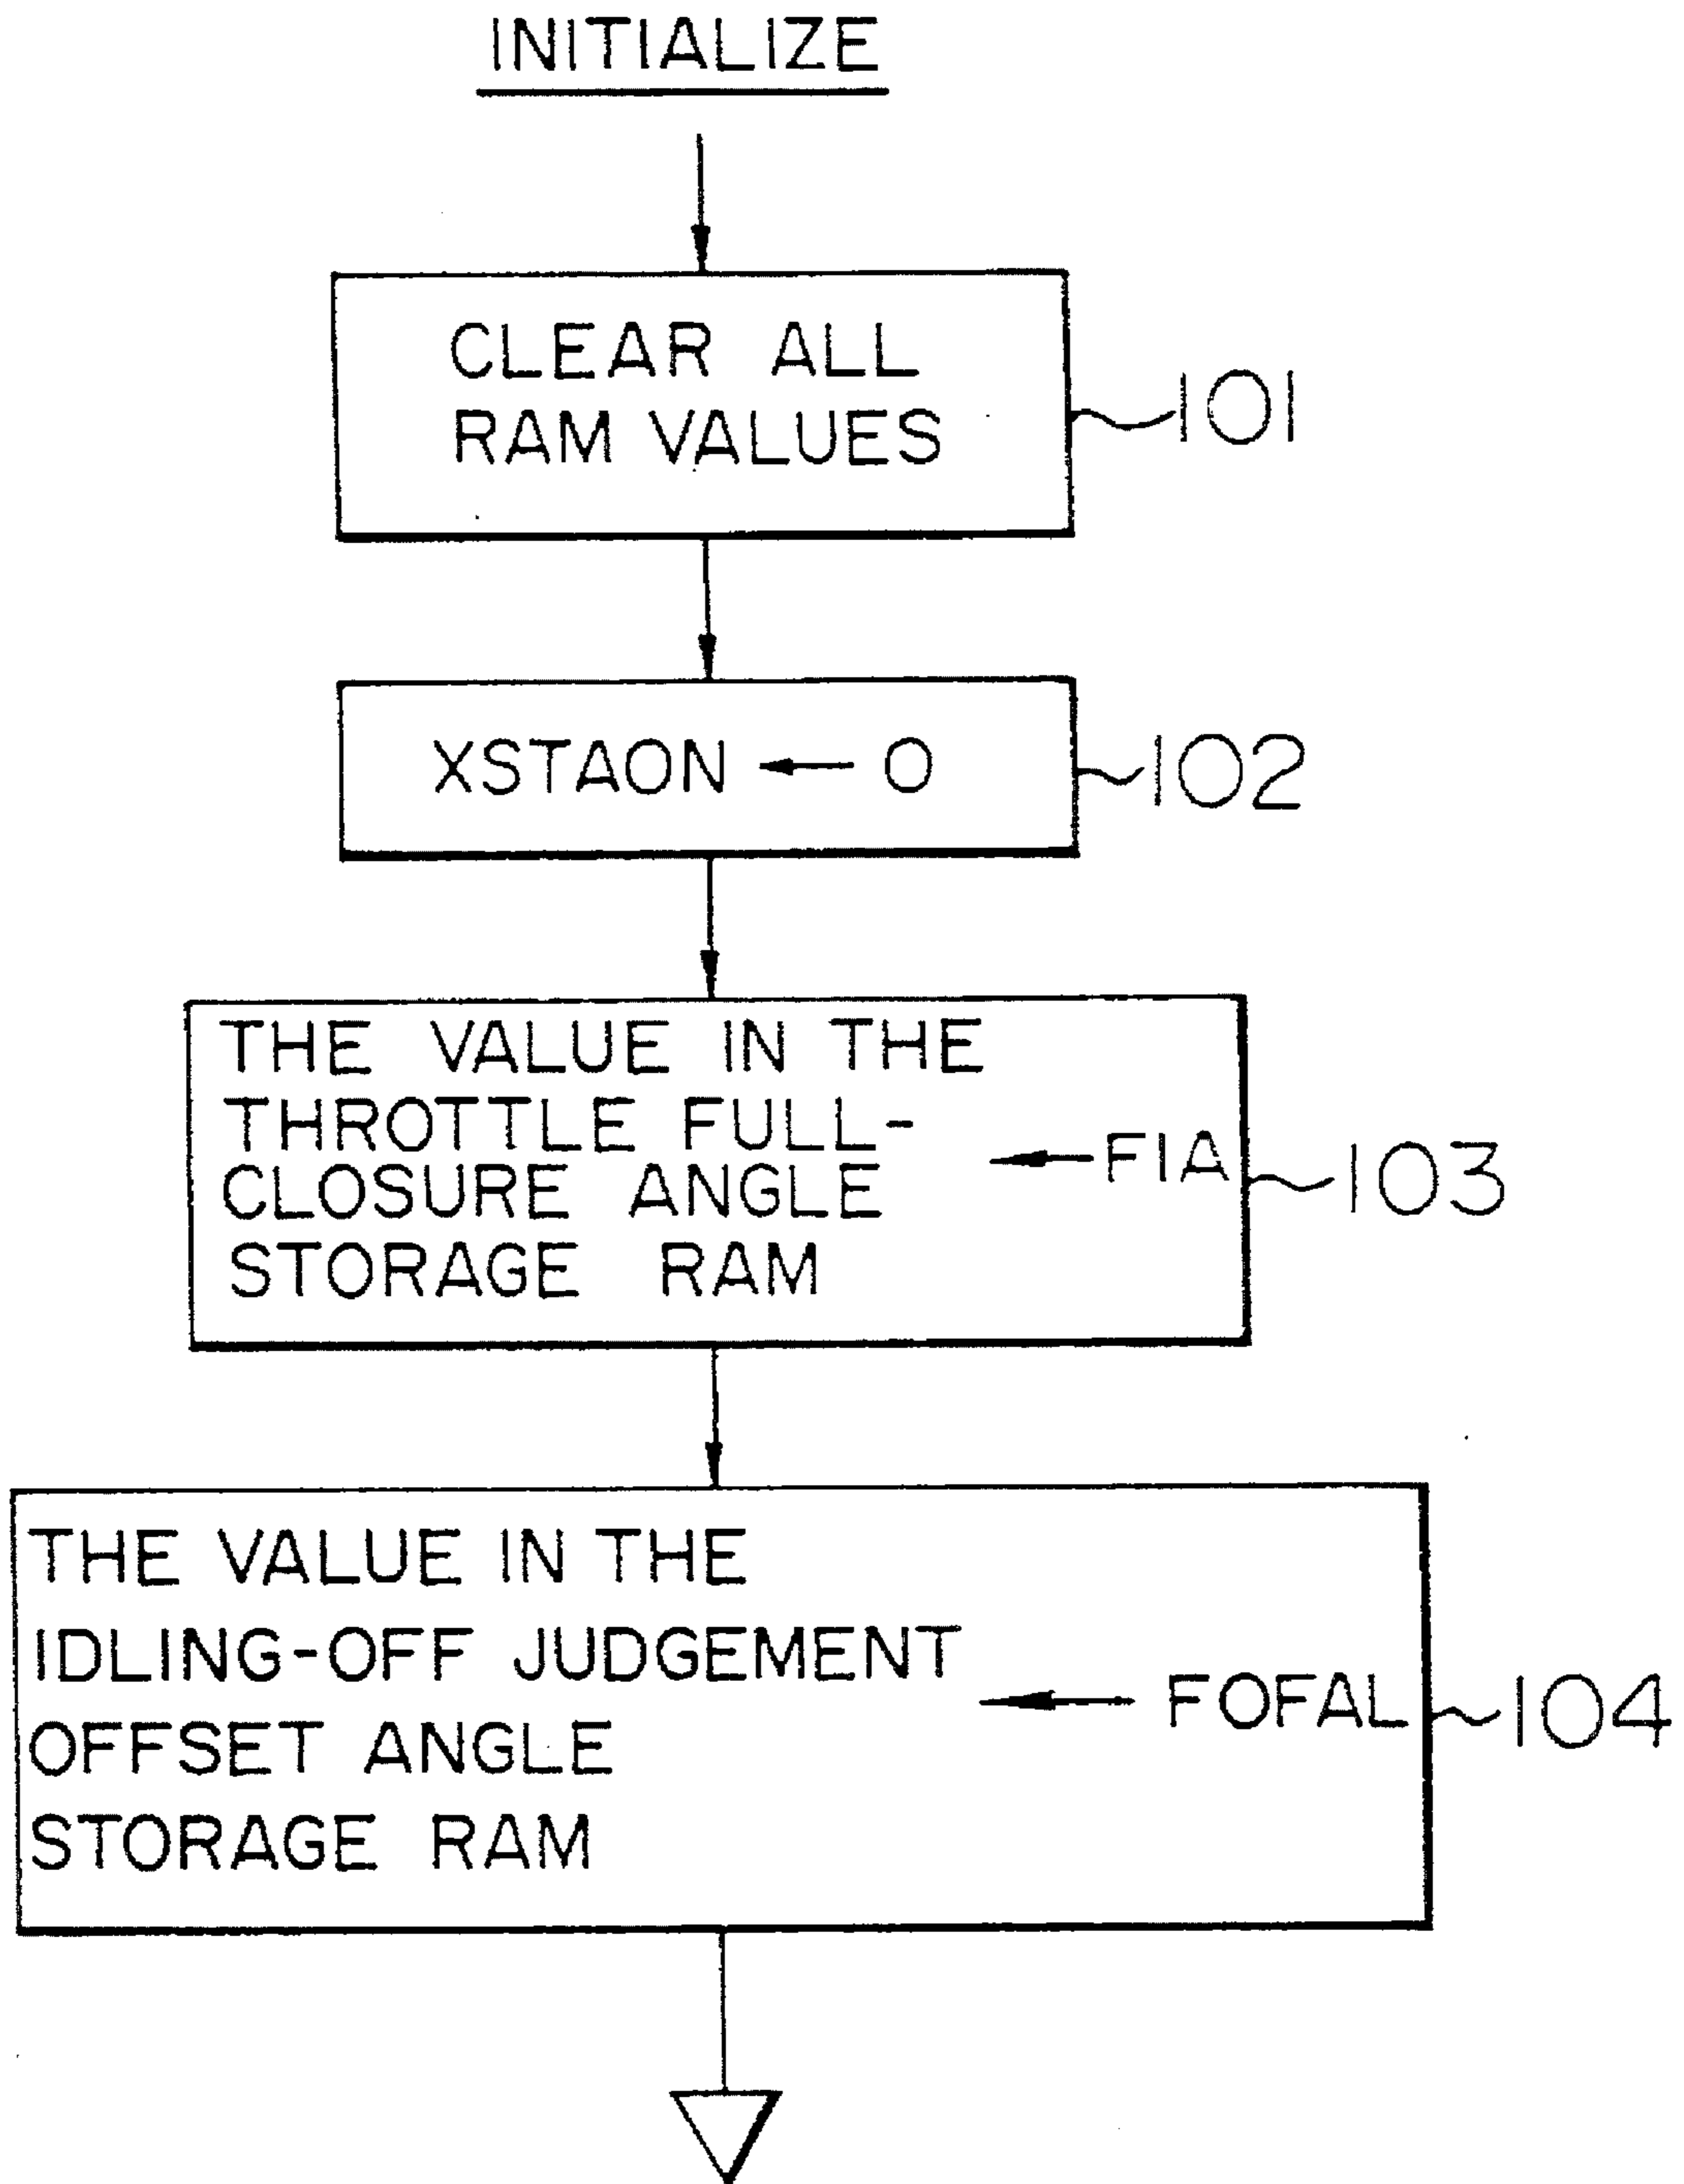 INITIALIZE
CLEAR ALL
RAM VALUES
101
XSTAON ← 0
102
THE VALUE IN THE
THROTTLE FULL-
CLOSURE ANGLE
STORAGE RAM
← FIA
103
THE VALUE IN THE
IDLING-OFF JUDGEMENT
OFFSET ANGLE
STORAGE RAM
← FOFAL
104